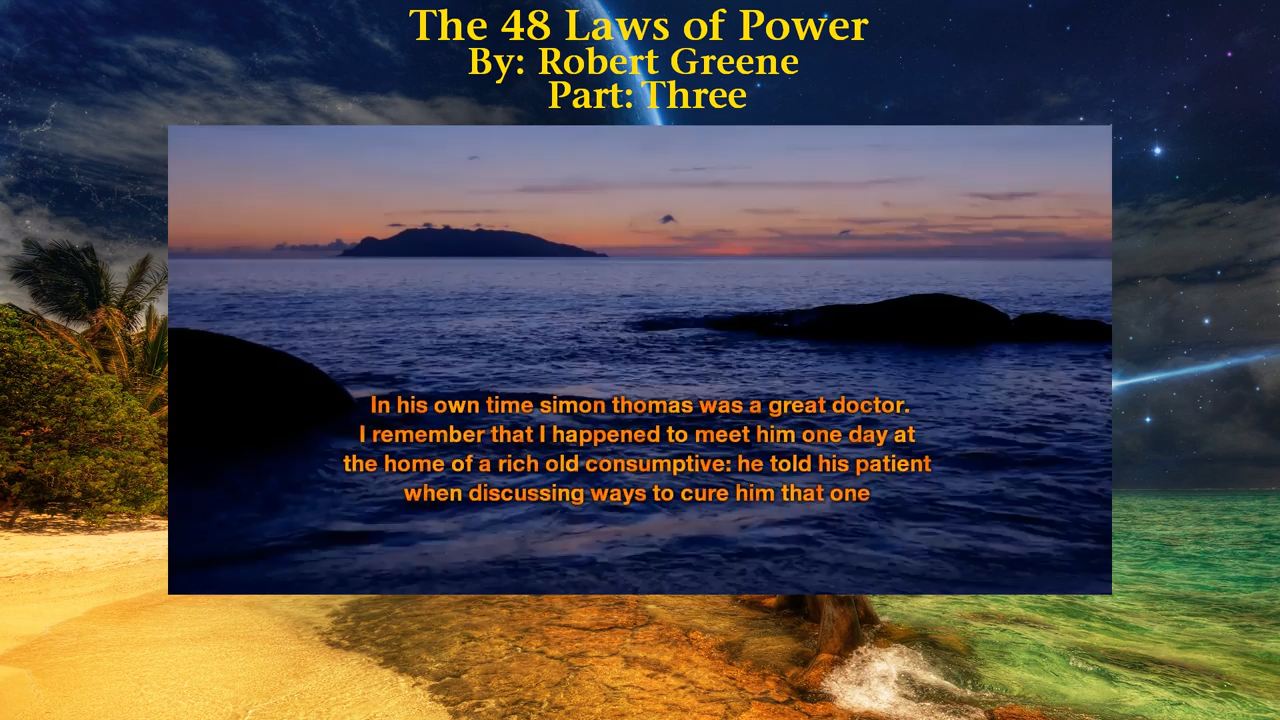 The 48 Laws of Power
By: Robert Greene
Part: Three
In his own time simon thomas was a great doctor.
I remember that I happened to meet him one day at
the home of a rich old consumptive: he told his patient
when discussing ways to cure him that one